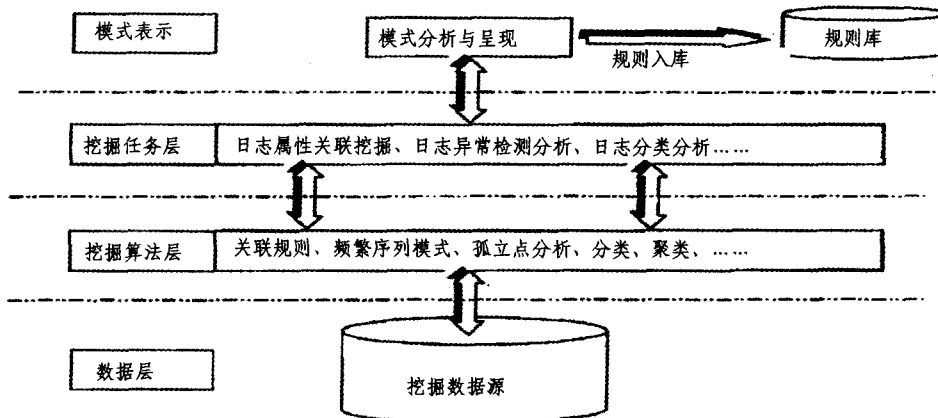 模式表示
模式分析与呈现
规则入库
规则库
挖掘任务层
日志属性关联挖掘、日志异常检测分析、日志分类分析……
挖掘算法层
关联规则、频繁序列模式、孤立点分析、分类、聚类、……
数据层
挖掘数据源